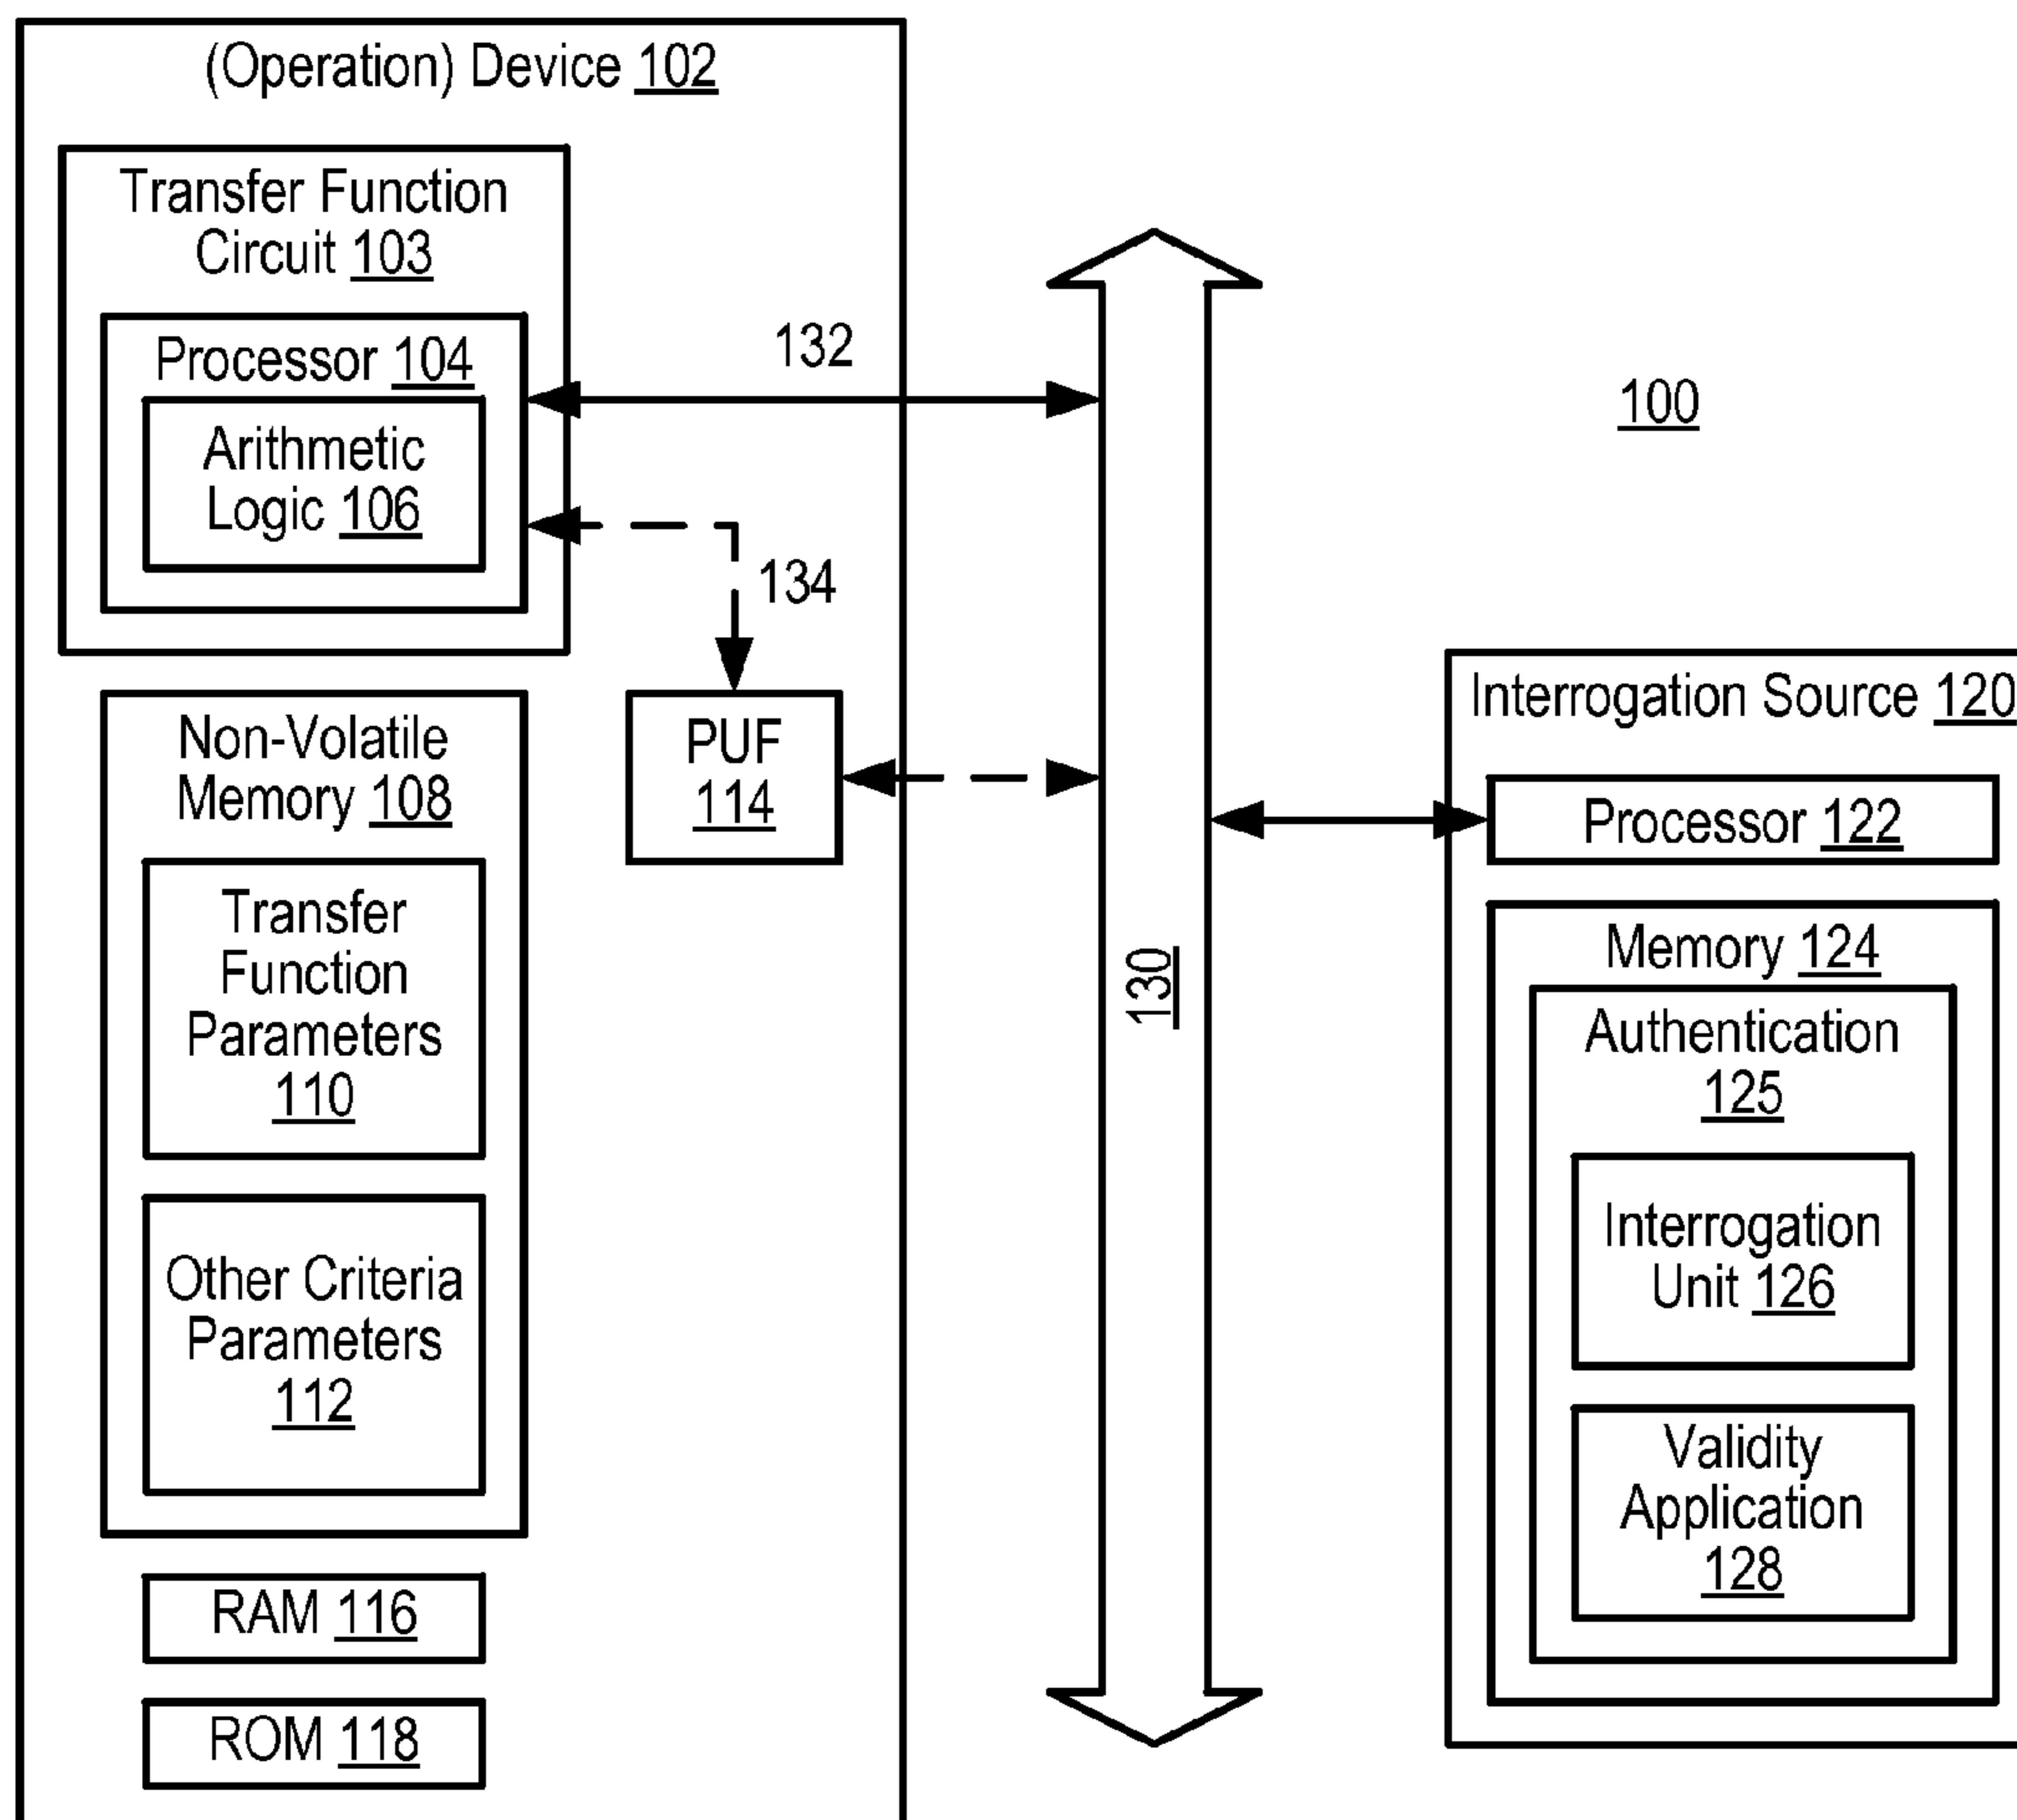 (Operation) Device 102
Transfer Function
Circuit 103
Processor 104
Arithmetic
Logic 106
132
134
Non-Volatile
Memory 108
Transfer
Function
Parameters
110
Other Criteria
Parameters
112
PUF
114
RAM 116
ROM 118
130
100
Interrogation Source 120
Processor 122
Memory 124
Authentication
125
Interrogation
Unit 126
Validity
Application
128